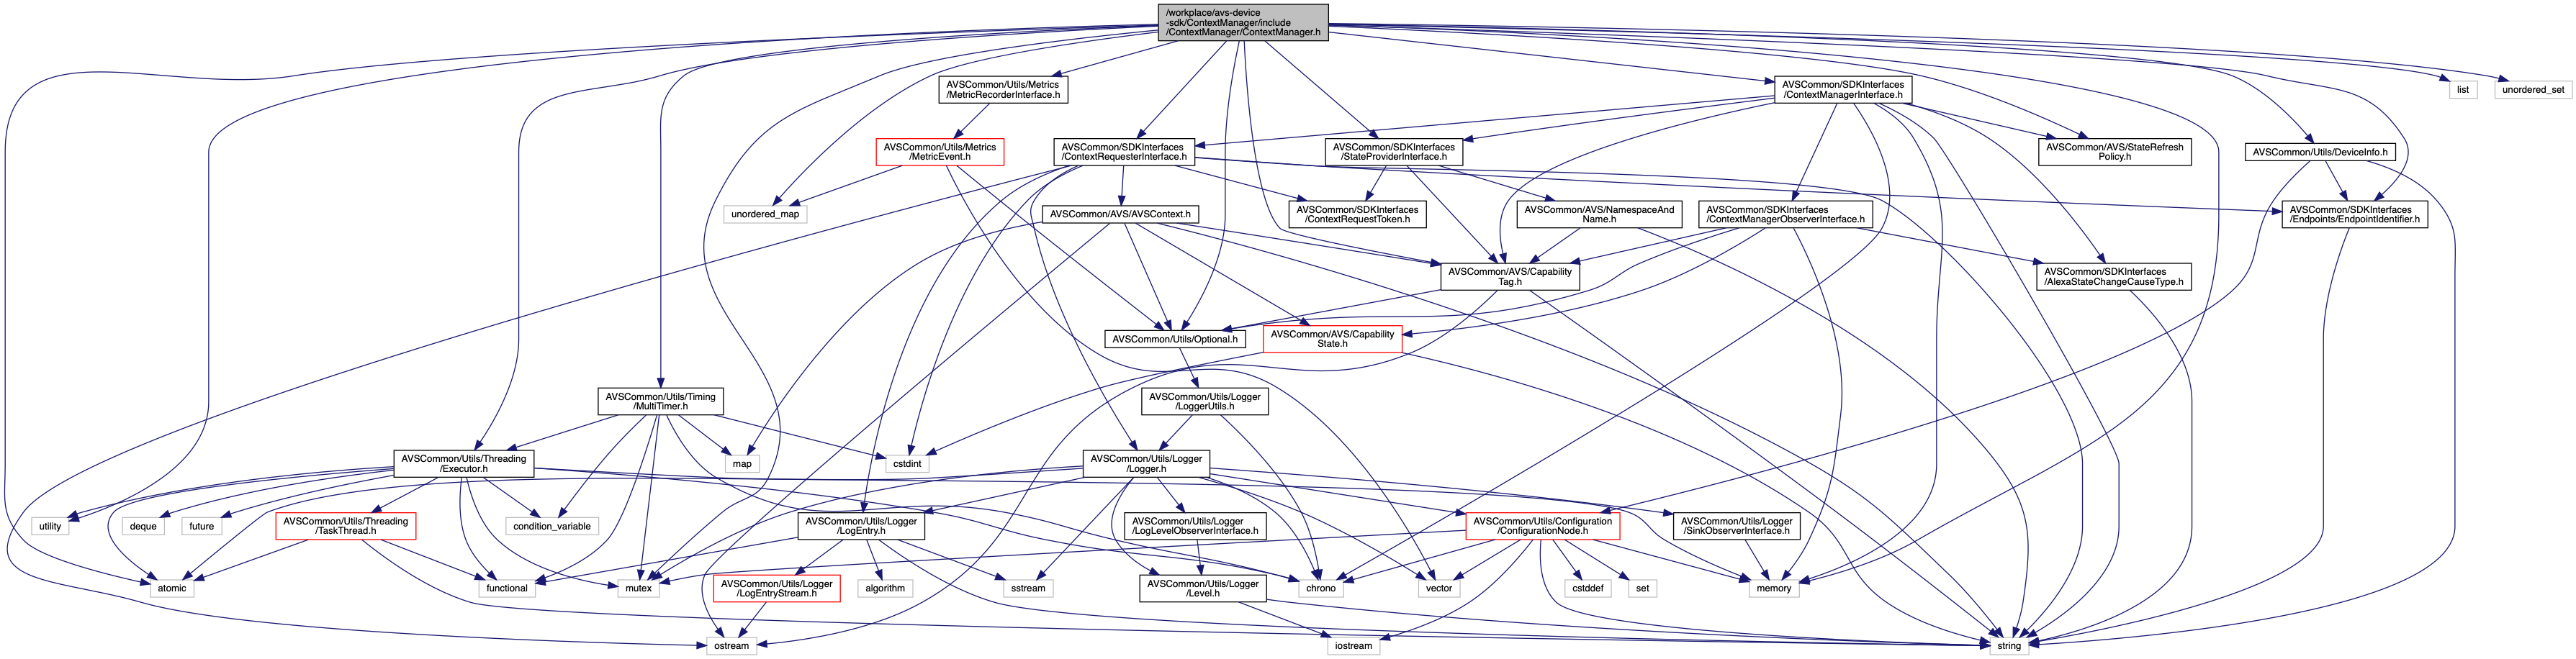 /workplace/avs-device
-sdk/ContextManager/include
/ContextManager/ContextManager.h
AVSCommon/Utils/Metrics
/MetricRecorderInterface.h
AVSCommon/SDKInterfaces
/ContextManagerInterface.h
list
unordered_set
AVSCommon/Utils/Metrics
/MetricEvent.h
AVSCommon/SDKInterfaces
/ContextRequesterInterface.h
AVSCommon/SDKInterfaces
/StateProviderInterface.h
AVSCommon/AVS/StateRefresh
Policy.h
AVSCommon/Utils/DeviceInfo.h
unordered_map
AVSCommon/AVS/AVSContext.h
AVSCommon/SDKInterfaces
/ContextRequestToken.h
AVSCommon/AVS/NamespaceAnd
Name.h
AVSCommon/SDKInterfaces
/ContextManagerObserverInterface.h
AVSCommon/SDKInterfaces
/Endpoints/EndpointIdentifier.h
AVSCommon/AVS/Capability
Tag.h
AVSCommon/SDKInterfaces
/AlexaStateChangeCauseType.h
AVSCommon/Utils/Optional.h
AVSCommon/AVS/Capability
State.h
AVSCommon/Utils/Timing
/MultiTimer.h
AVSCommon/Utils/Logger
/LoggerUtils.h
AVSCommon/Utils/Threading
/Executor.h
map
cstdint
AVSCommon/Utils/Logger
/Logger.h
utility
deque
future
AVSCommon/Utils/Threading
/TaskThread.h
condition_variable
AVSCommon/Utils/Logger
/LogEntry.h
AVSCommon/Utils/Logger
/LogLevelObserverInterface.h
AVSCommon/Utils/Configuration
/ConfigurationNode.h
AVSCommon/Utils/Logger
/SinkObserverInterface.h
atomic
functional
mutex
AVSCommon/Utils/Logger
/LogEntryStream.h
algorithm
sstream
AVSCommon/Utils/Logger
/Level.h
chrono
vector
cstddef
set
memory
ostream
iostream
string